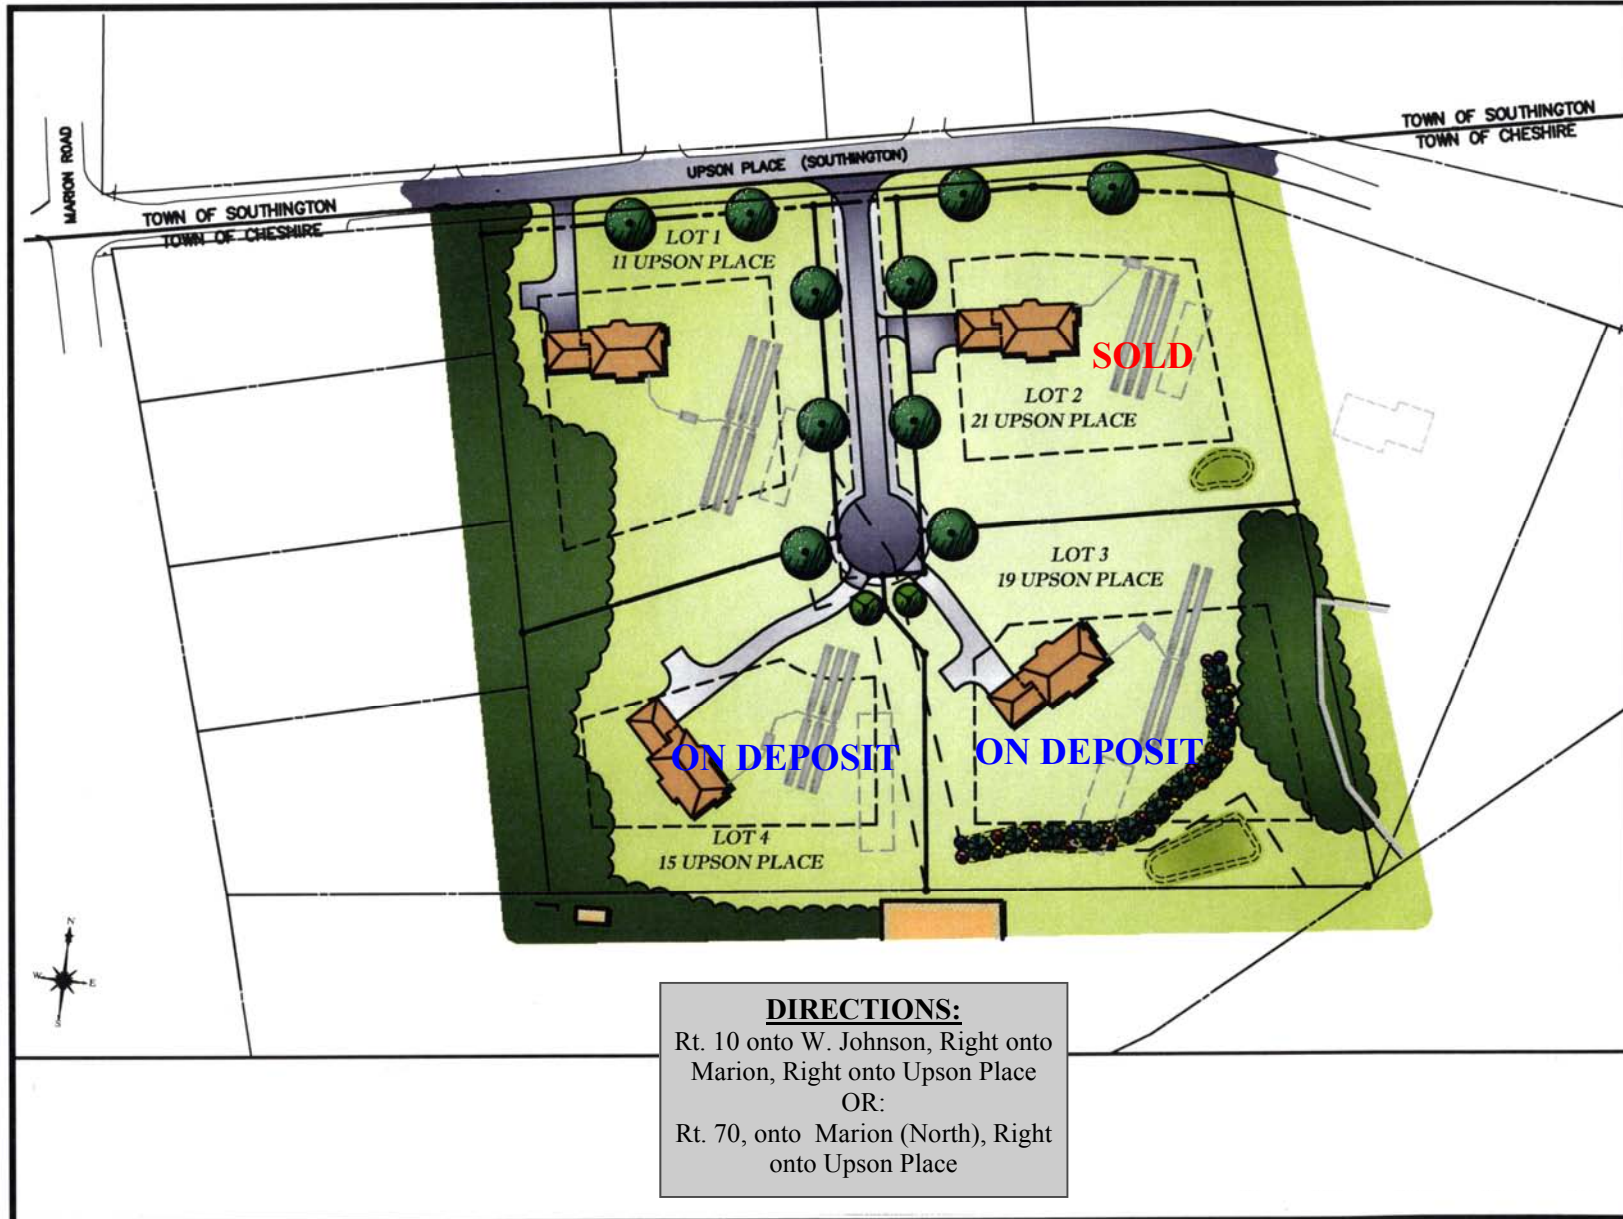 MARION ROAD
TOWN OF SOUTHINGTON
TOWN OF CHESHIRE
UPSON PLACE (SOUTHINGTON)
TOWN OF SOUTHINGTON
TOWN OF CHESHIRE
LOT 1
11 UPSON PLACE
SOLD
LOT 2
21 UPSON PLACE
LOT 3
19 UPSON PLACE
ON DEPOSIT
ON DEPOSIT
LOT 4
15 UPSON PLACE
N
W
E
S
DIRECTIONS:
Rt. 10 onto W. Johnson, Right onto
Marion, Right onto Upson Place
OR:
Rt. 70, onto Marion (North), Right
onto Upson Place